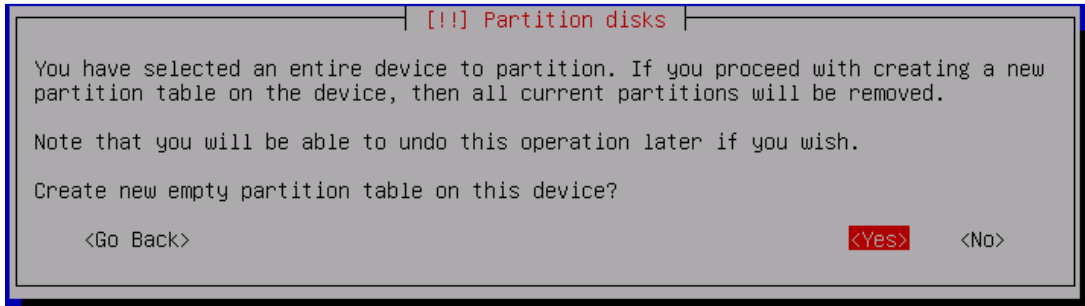 [!!] Partition disks
You have selected an entire device to partition. If you proceed with creating a new
partition table on the device, then all current partitions will be removed.
Note that you will be able to undo this operation later if you wish.
Create new empty partition table on this device?
<Go Back> <Yes> <No>